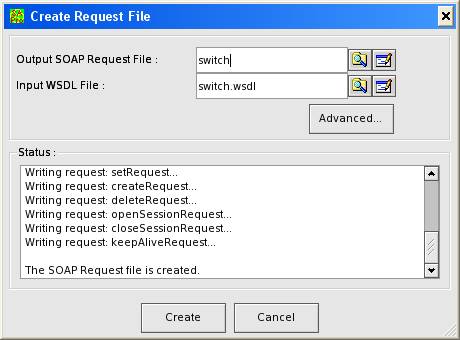 Create Request File
Output SOAP Request File :
switch
Input WSDL File :
switch.wsdl
Advanced...
Status :
Writing request: setRequest...
Writing request: createRequest...
Writing request: deleteRequest...
Writing request: openSessionRequest...
Writing request: closeSessionRequest...
Writing request: keepAliveRequest...
The SOAP Request file is created.
Create
Cancel